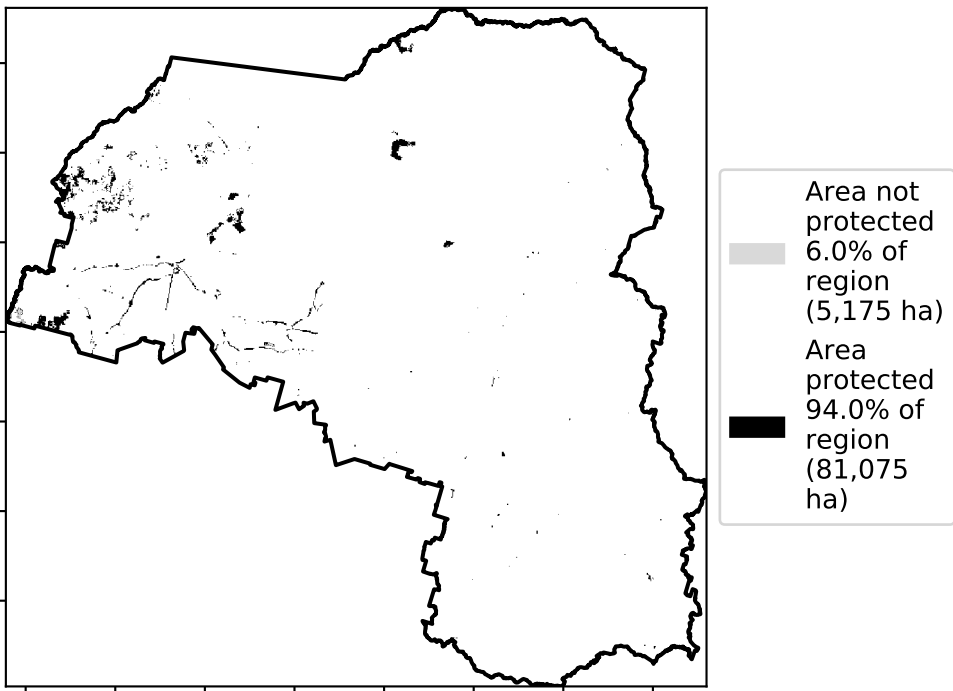 Area not
protected
6.0% of
region
(5,175 ha)
Area
protected
94.0% of
region
(81,075
ha)